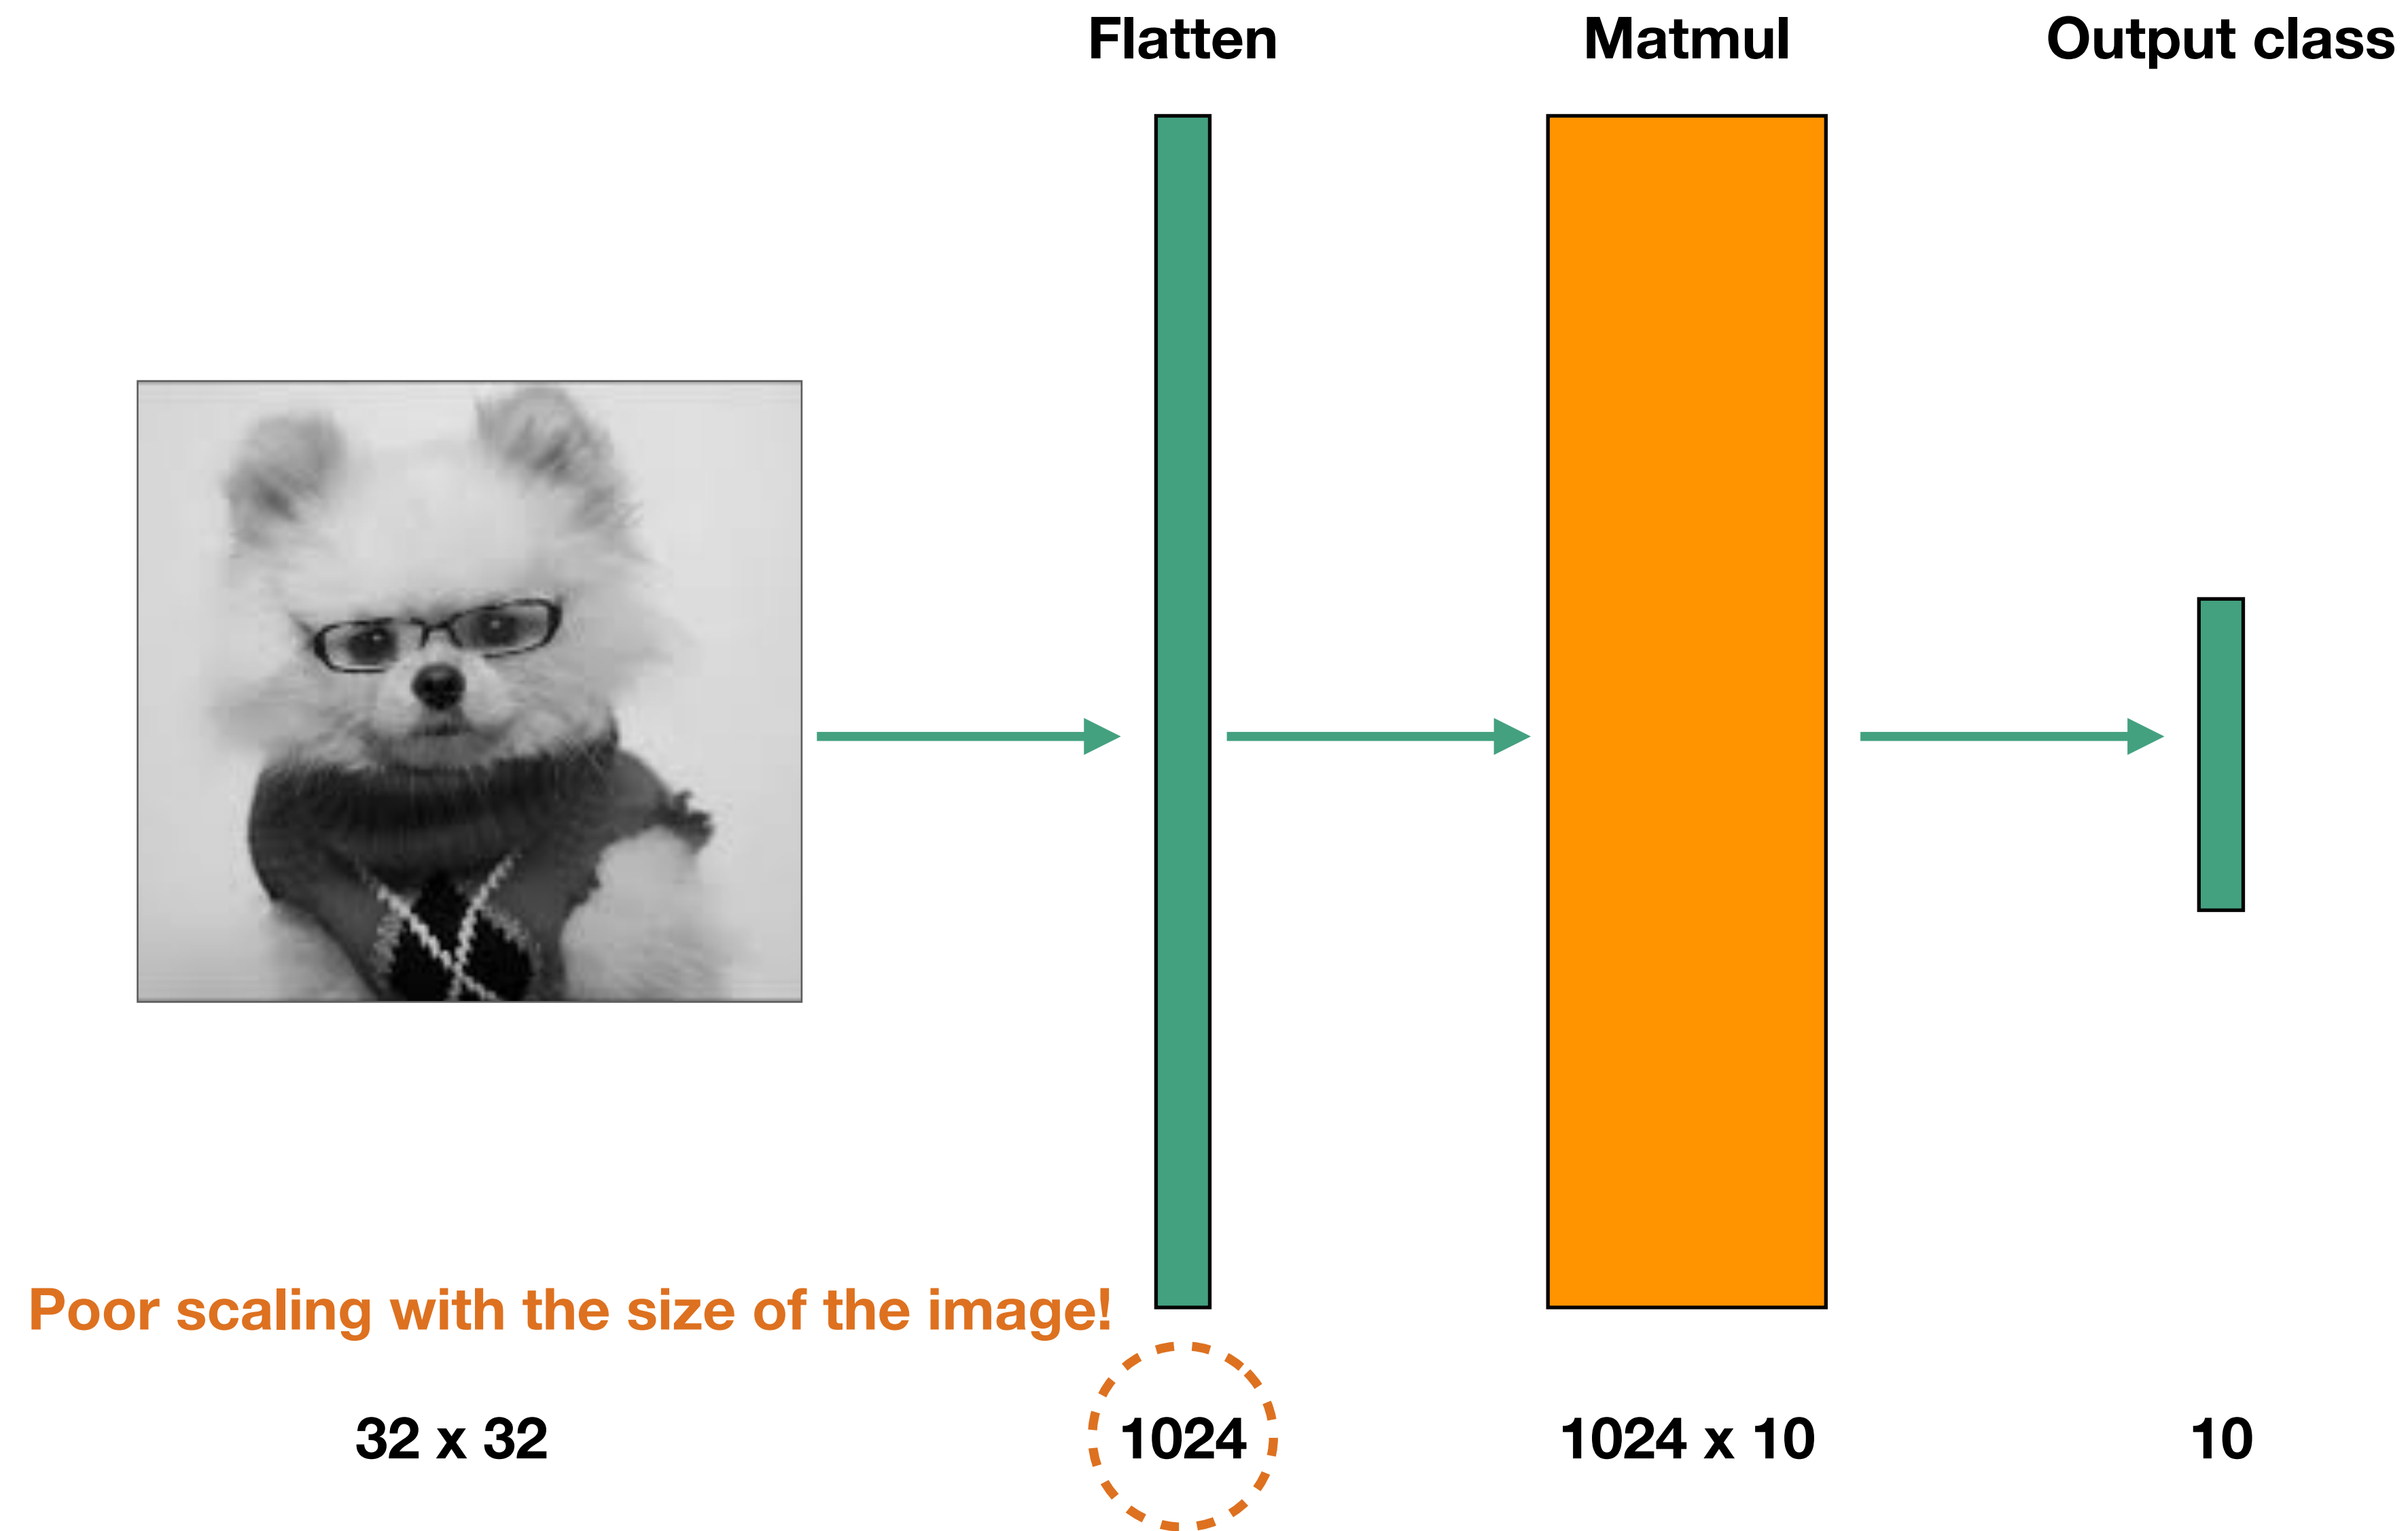 Flatten
Matmul
Output class
Poor scaling with the size of the image!
32 x 32
1024
1024 x 10
10